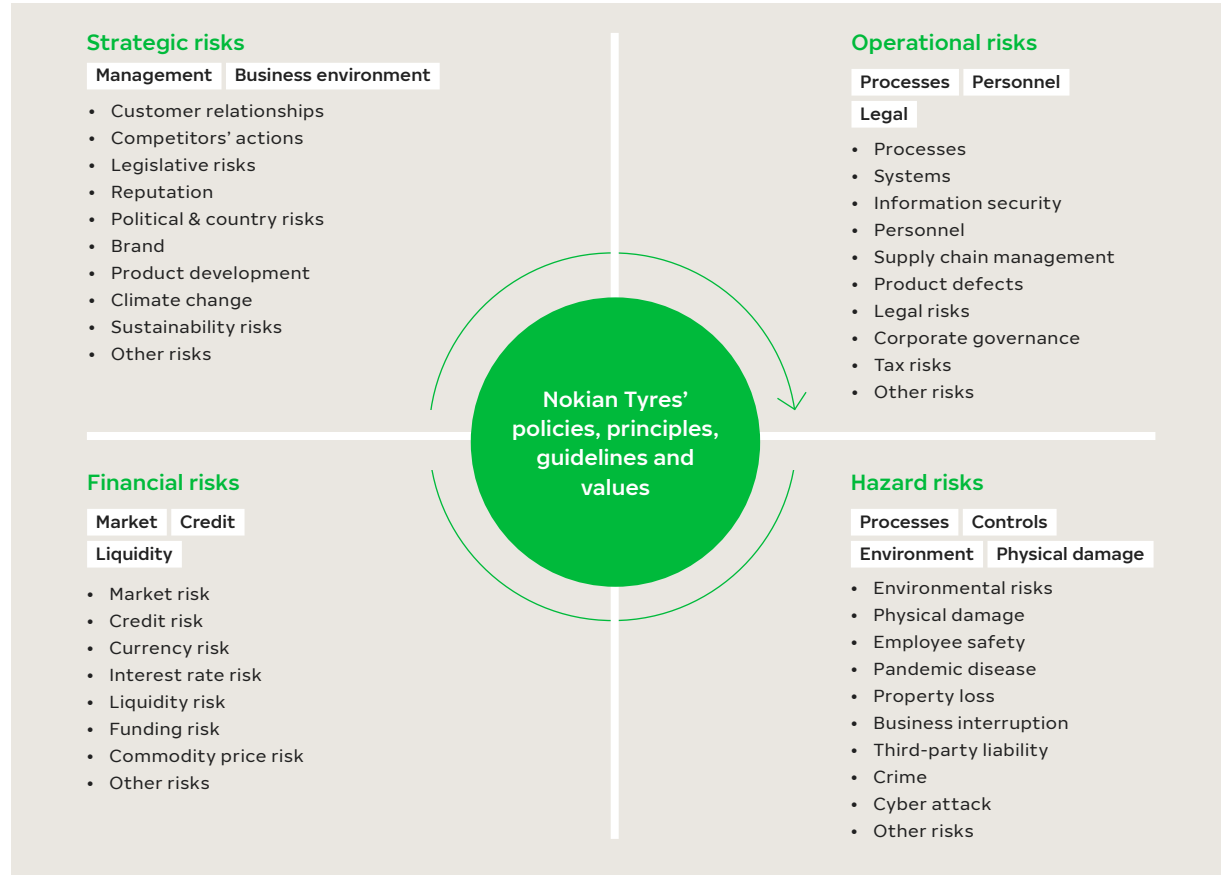 Strategic risks
Management Business environment
• Customer relationships
• Competitors’ actions
• Legislative risks
• Reputation
• Political & country risks
• Brand
• Product development
• Climate change
• Sustainability risks
• Other risks
Operational risks
Processes Personnel
Legal
• Processes
• Systems
• Information security
• Personnel
• Supply chain management
• Product defects
• Legal risks
• Corporate governance
• Tax risks
• Other risks
Nokian Tyres’
policies, principles,
guidelines and
values
Financial risks
Market Credit
Liquidity
• Market risk
• Credit risk
• Currency risk
• Interest rate risk
• Liquidity risk
• Funding risk
• Commodity price risk
• Other risks
Hazard risks
Processes Controls
Environment Physical damage
• Environmental risks
• Physical damage
• Employee safety
• Pandemic disease
• Property loss
• Business interruption
• Third-party liability
• Crime
• Cyber attack
• Other risks